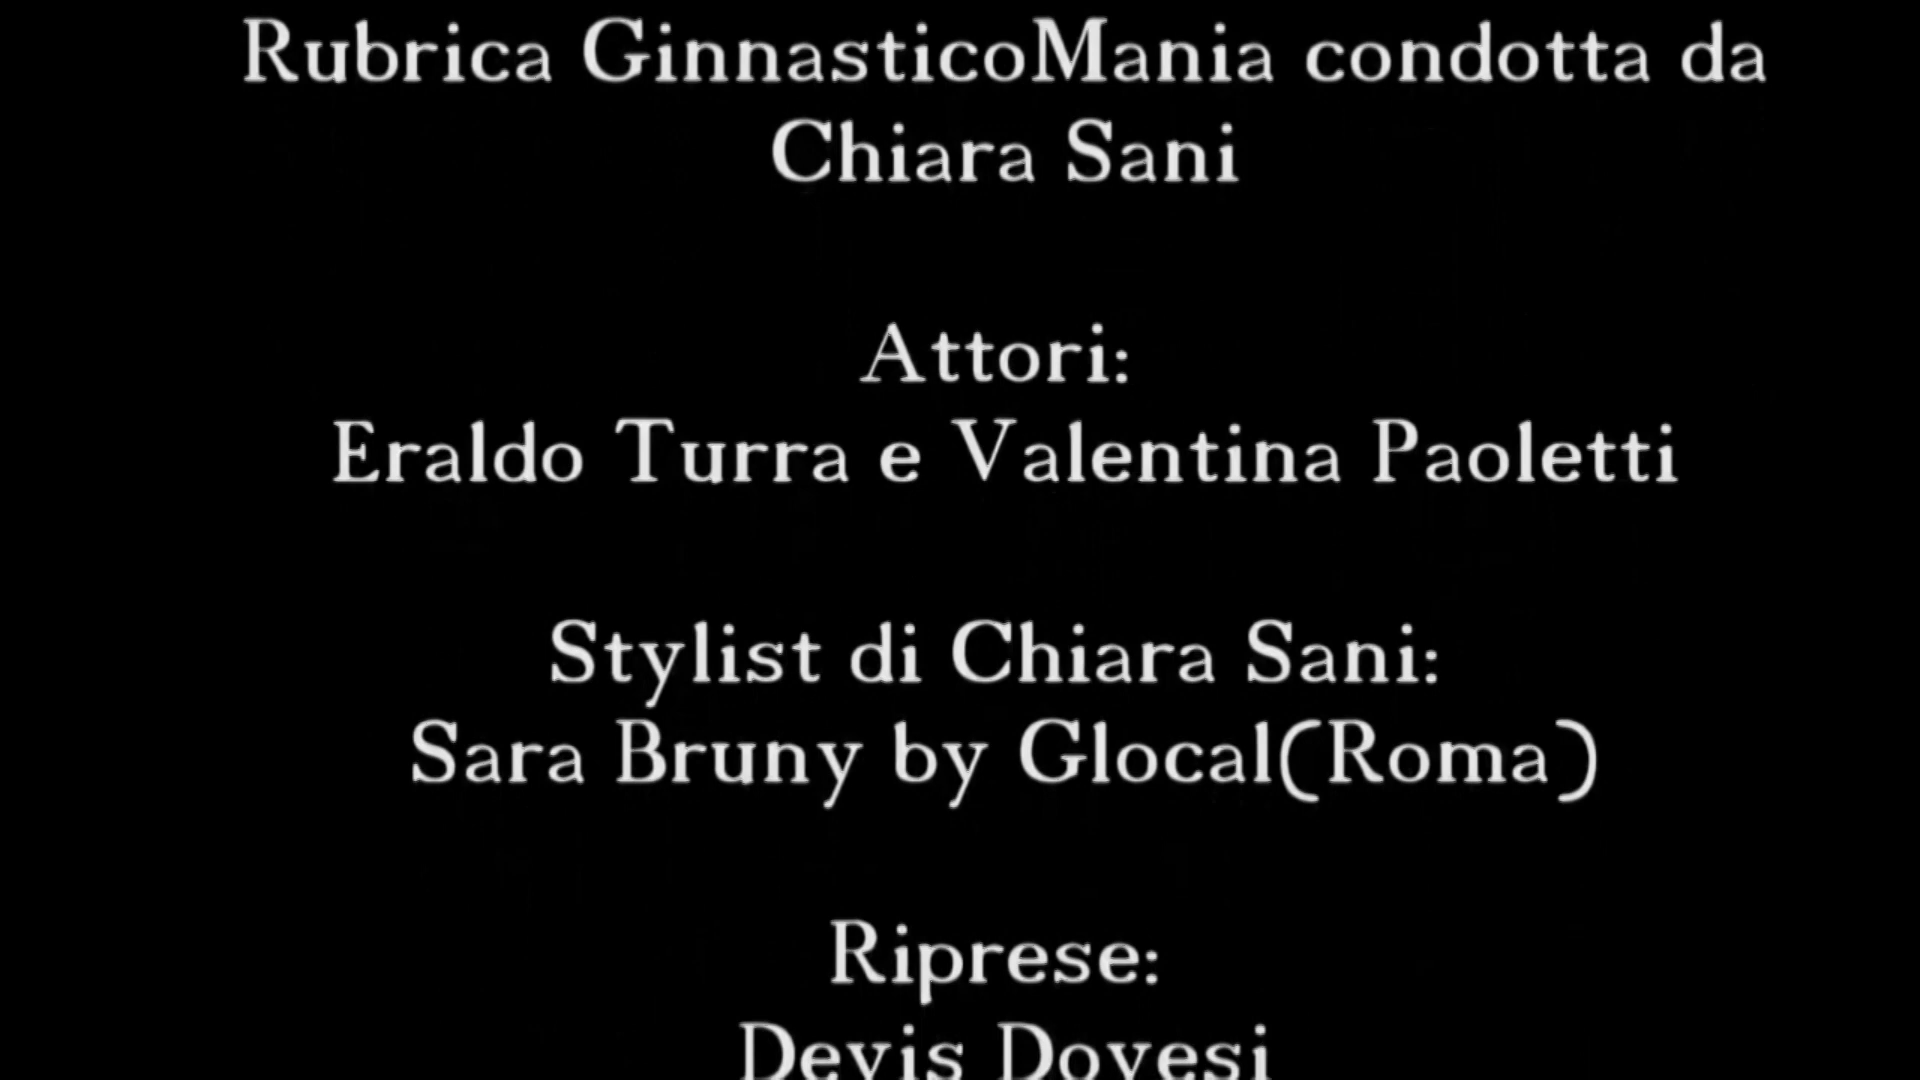 Rubrica GinnasticoMania condotta da
Chiara Sani
Attori:
Eraldo Turra e Valentina Paoletti
Stylist di Chiara Sani:
Sara Bruny by Glocal(Roma)
Riprese:
Devis Dovesi